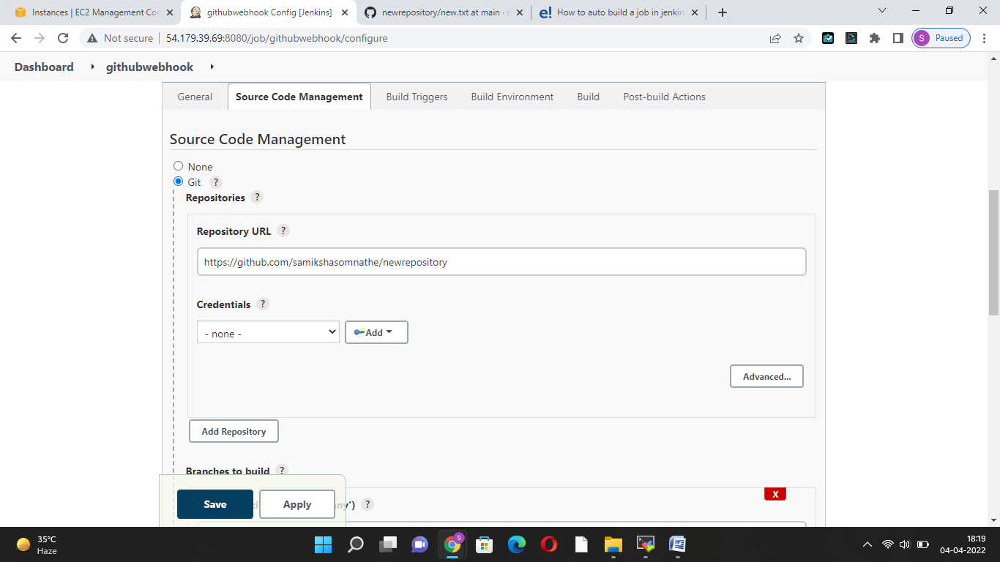 Instances | EC2 Management Con
githubwebhook Config [Jenkins]
newrepository/new.txt at main · s
e! How to auto build a job in jenkin
Not secure 54.179.39.69:8080/job/githubwebhook/configure
S Paused
Dashboard githubwebhook
General Source Code Management Build Triggers Build Environment Build Post-build Actions
Source Code Management
None
Git ?
Repositories ?
Repository URL ?
https://github.com/samikshasomnathe/newrepository
Credentials ?
- none - Add
Advanced...
Add Repository
Branches to build ?
X
Save Apply ny') ?
35°C
Haze
S
18:19
04-04-2022